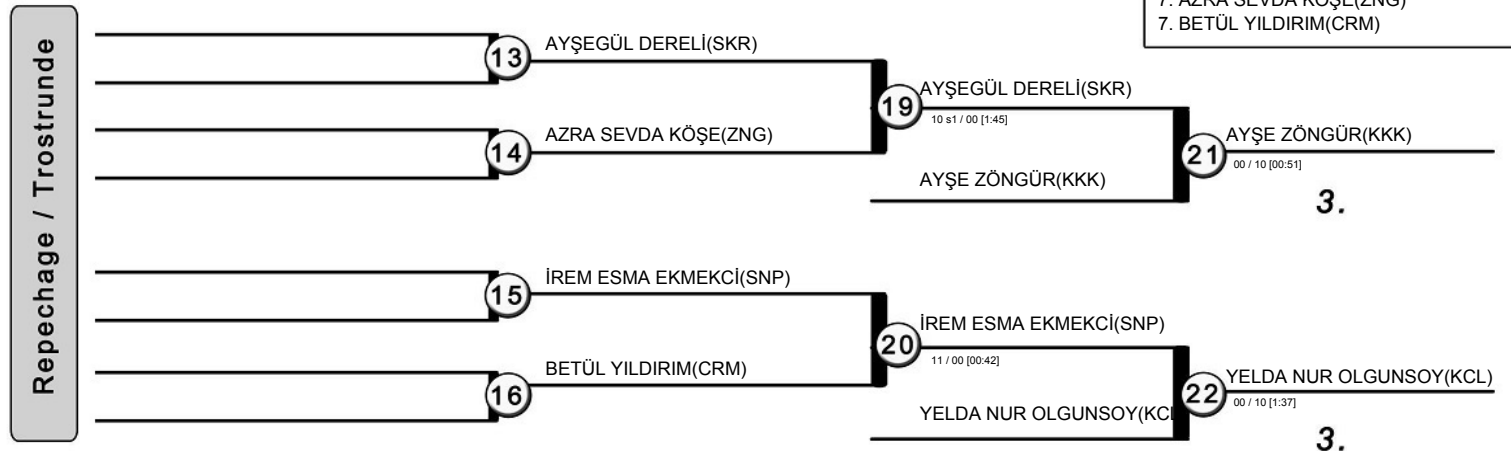 7. AZRA SEVDA KÖŞE(ZNG)
7. BETÜL YILDIRIM(CRM)
Repechage / Trostrunde
13
AYŞEGÜL DERELİ(SKR)
19
AYŞEGÜL DERELİ(SKR)
10 s1 / 00 [1:45]
14
AZRA SEVDA KÖŞE(ZNG)
21
AYŞE ZÖNGÜR(KKK)
00 / 10 [00:51]
AYŞE ZÖNGÜR(KKK)
3.
15
İREM ESMA EKMEKCİ(SNP)
20
İREM ESMA EKMEKCİ(SNP)
11 / 00 [00:42]
16
BETÜL YILDIRIM(CRM)
22
YELDA NUR OLGUNSOY(KCL)
00 / 10 [1:37]
YELDA NUR OLGUNSOY(KCL
3.